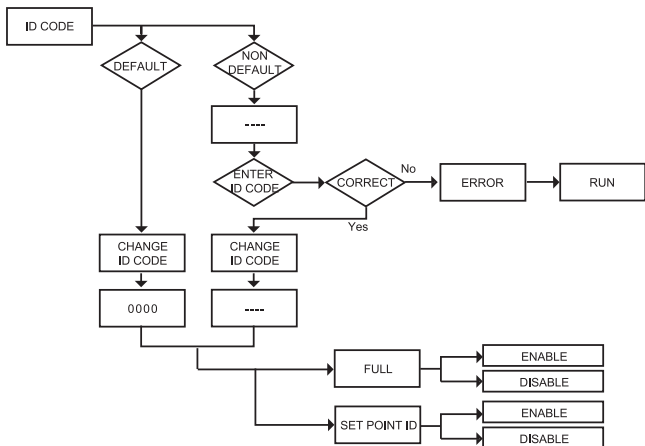 ID CODE
DEFAULT
NON
DEFAULT
----
ENTER
ID CODE
CORRECT
No
ERROR
RUN
Yes
CHANGE
ID CODE
CHANGE
ID CODE
0000
----
FULL
ENABLE
DISABLE
SET POINT ID
ENABLE
DISABLE